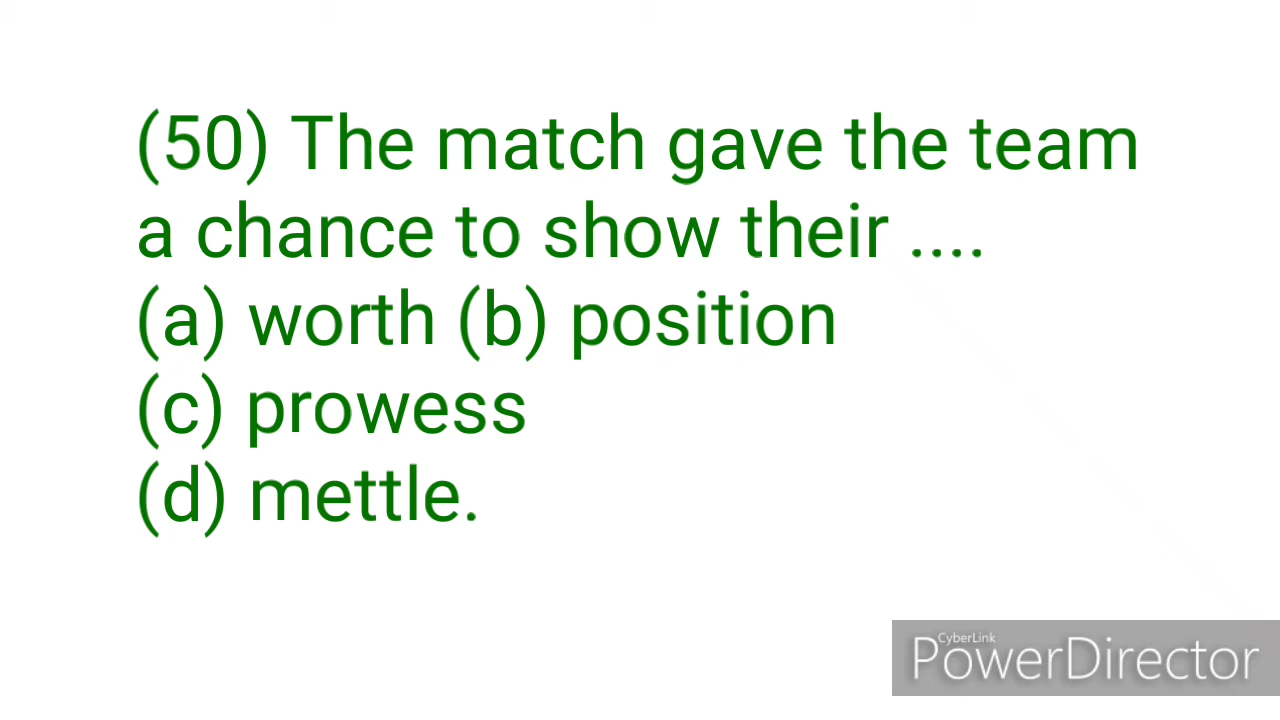 (50) The match gave the team
a chance to show their ....
(a) worth (b) position
(c) prowess
(d) mettle.
CyberLink
PowerDirector